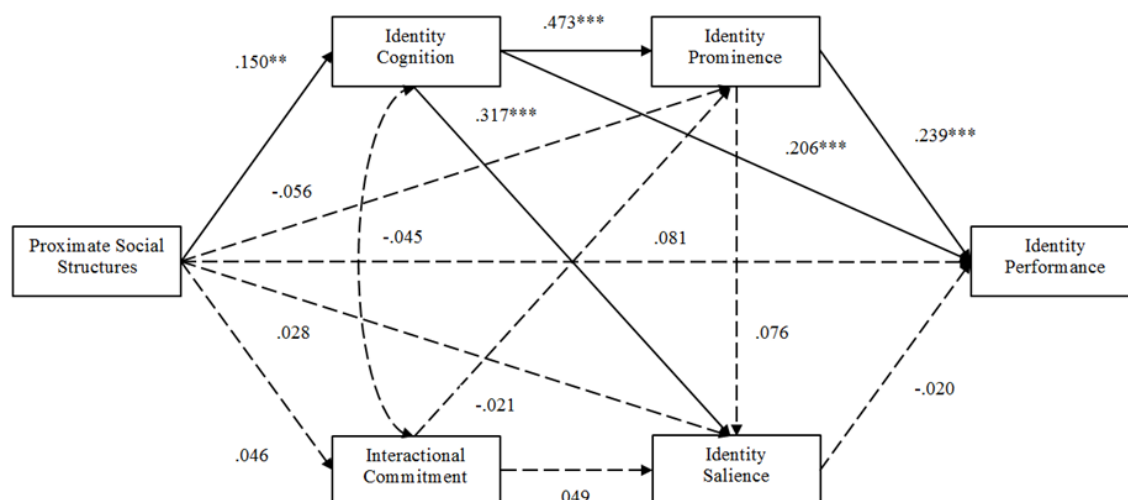 .473***
Identity
Cognition
Identity
Prominence
.150**
.317***
.239***
.206***
-.056
-.045
.081
Proximate Social
Structures
Identity
Performance
.028
.076
-.020
-.021
.046
Interactional
Commitment
Identity
Salience
.049